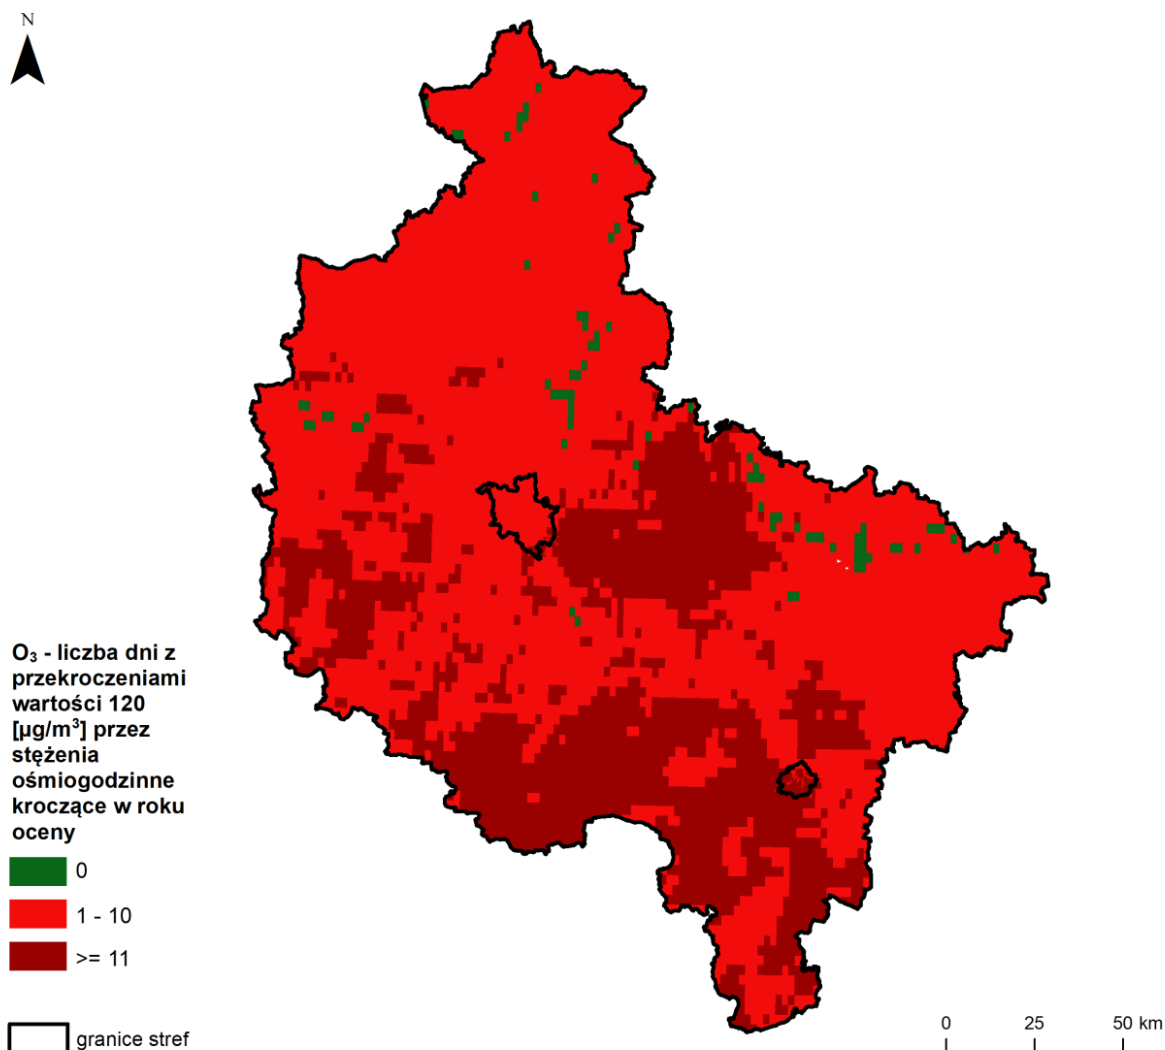 N
O₃ - liczba dni z
przekroczeniami
wartości 120
[µg/m³] przez
stężenia
ośmiogodzinne
kroczące w roku
oceny
0
1 - 10
>= 11
granice stref
0 25 50 km